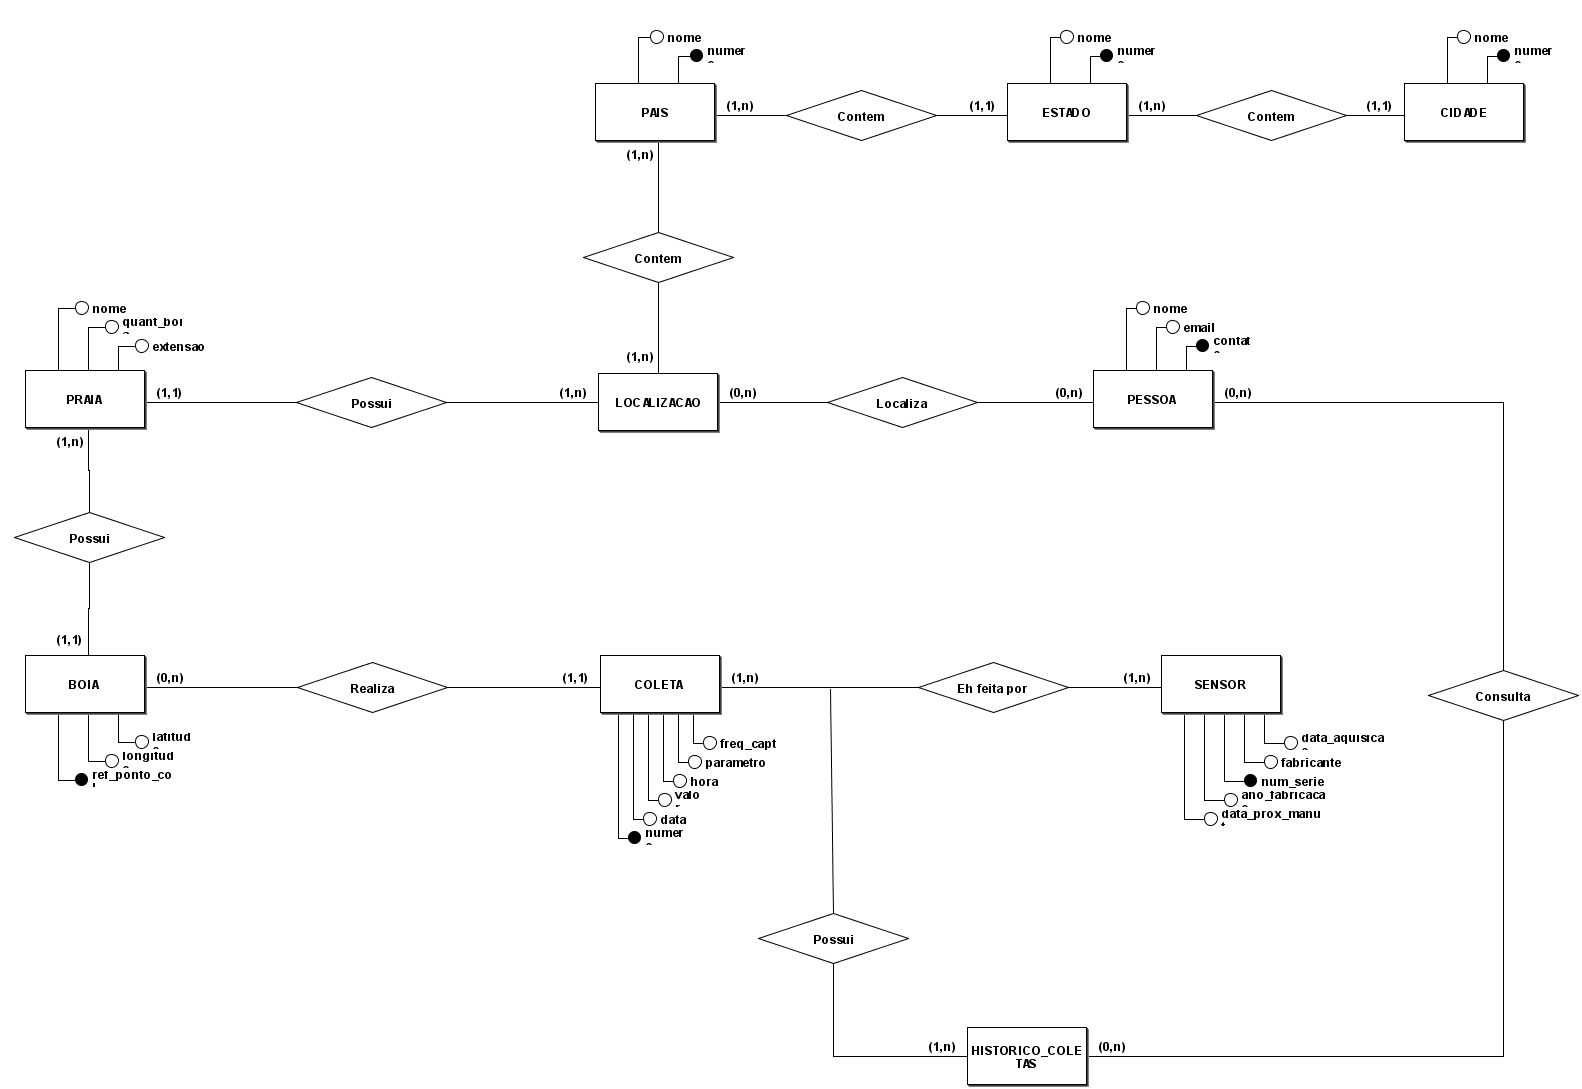 nome
numer
nome
numer
nome
numer
PAIS
(1,n)
Contem
(1,1)
ESTADO
(1,n)
Contem
(1,1)
CIDADE
(1,n)
Contem
(1,n)
nome
quant_boi
extensao
nome
email
contat
PRAIA
(1,1)
Possui
(1,n)
LOCALIZACAO
(0,n)
Localiza
(0,n)
PESSOA
(0,n)
(1,n)
Possui
(1,1)
BOIA
(0,n)
Realiza
(1,1)
COLETA
(1,n)
Eh feita por
(1,n)
SENSOR
Consulta
latitud
longitud
ref_ponto_co
freq_capt
parametro
hora
valo
data
numer
data_aquisica
fabricante
num_serie
ano_fabricaca
data_prox_manu
Possui
(1,n)
HISTORICO_COLE
TAS
(0,n)